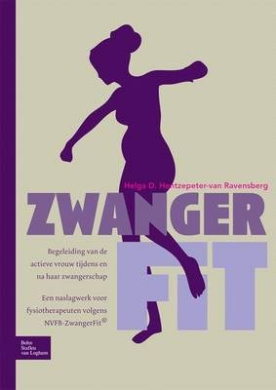 Helga D. Hentzepeter-van Ravensberg
ZWANGER
FiT
Begeleiding van de
actieve vrouw tijdens en
na haar zwangerschap
Een naslagwerk voor
fysiotherapeuten volgens
NVFB-ZwangerFit®
Bohn
Stafleu
van Loghum